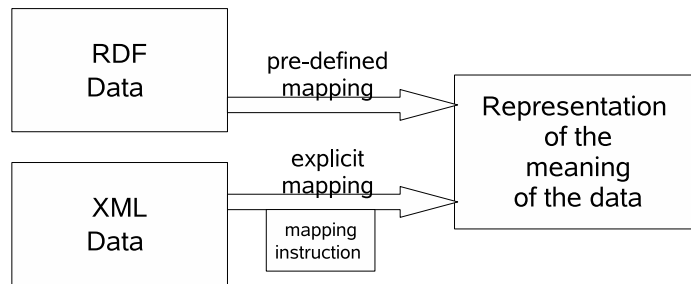 RDF
Data
pre-defined
mapping
Representation
of the
meaning
of the data
XML
Data
explicit
mapping
mapping
instruction